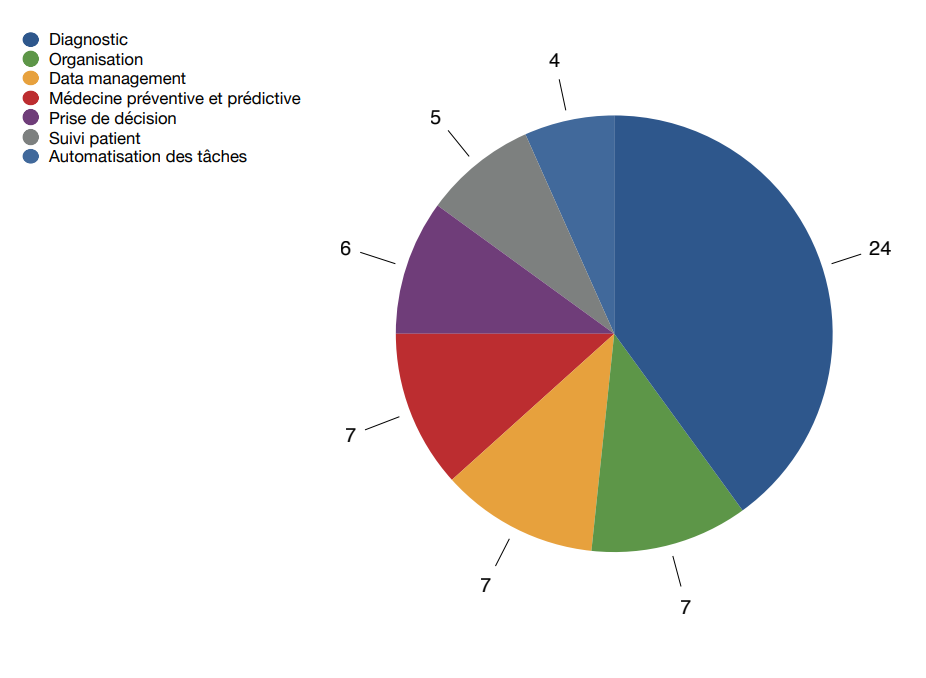 Diagnostic
Organisation
Data management
Médecine préventive et prédictive
Prise de décision
Suivi patient
Automatisation des tâches
4
5
24
6
7
7
7